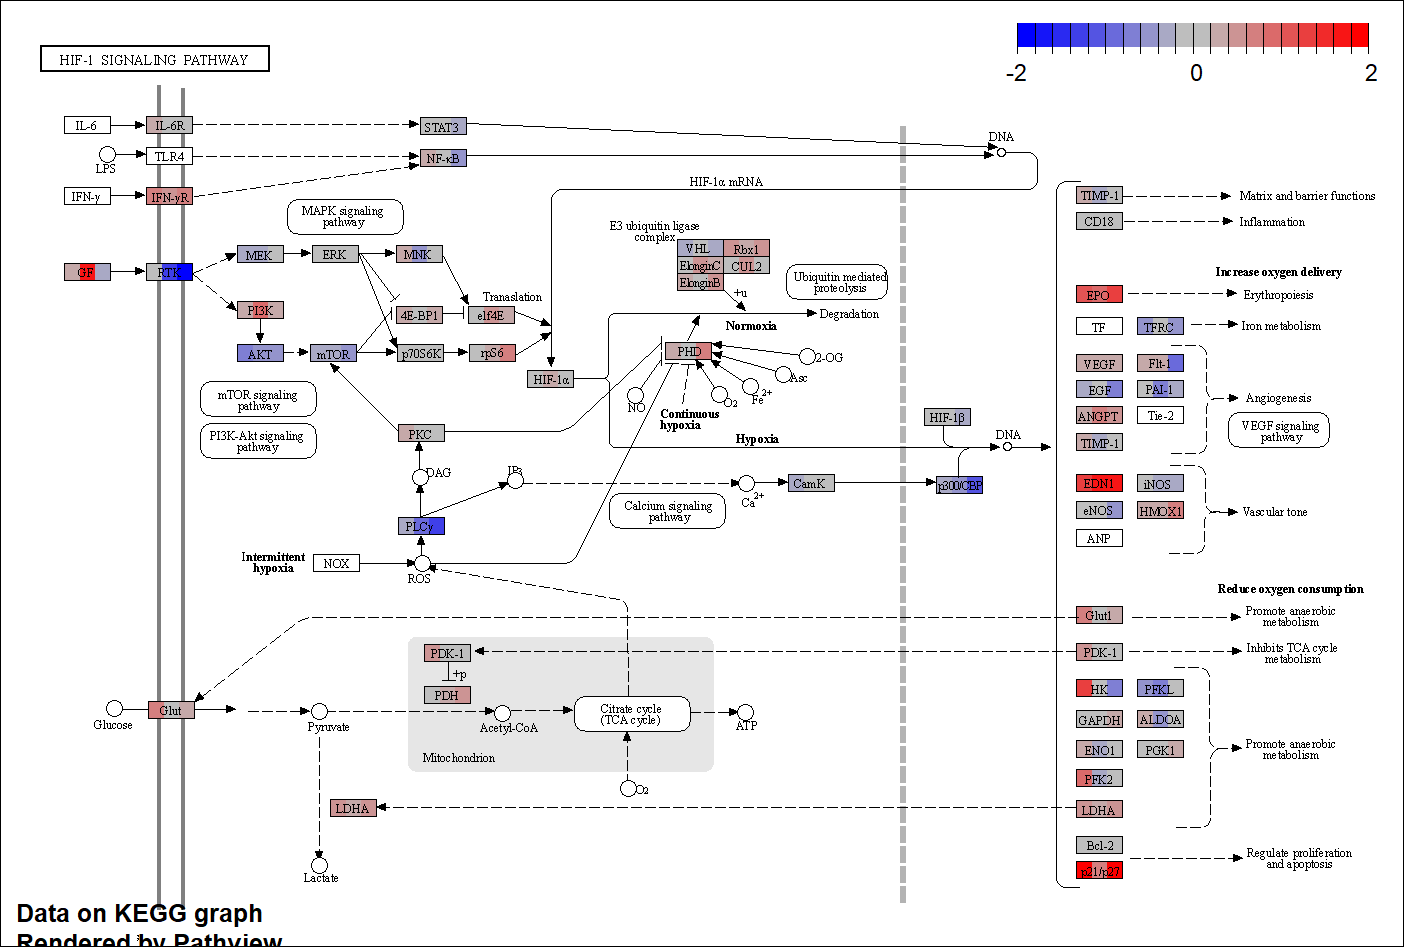 HIF-1 SIGNALING PATHWAY
-2
0
2
IL-6
IL-6R
STAT3
DNA
LPS
TLR4
NF-κB
IFN-γ
IFN-γR
HIF-1α mRNA
MAPK signaling
pathway
E3 ubiquitin ligase
complex
VHL
Rbx1
ElonginC
CUL2
ElonginB
+u
Ubiquitin mediated
proteolysis
GF
RTK
MEK
ERK
MNK
PI3K
4E-BP1
eIf4E
Translation
Degradation
Normoxia
AKT
mTOR
p70S6K
rpS6
HIF-1α
PHD
2-OG
Asc
Fe2+
O2
NO
Continuous
hypoxia
mTOR signaling
pathway
PI3K-Akt signaling
pathway
PKC
Hypoxia
HIF-1β
DNA
DAG
IP3
Ca2+
CamK
p300/CBP
Calcium signaling
pathway
PLCγ
Intermittent
hypoxia
NOX
ROS
TIMP-1
Matrix and barrier functions
CD18
Inflammation
Increase oxygen delivery
EPO
Erythropoiesis
TF
TFRC
Iron metabolism
VEGF
Flt-1
EGF
PAI-1
Angiogenesis
ANGPT
Tie-2
VEGF signaling
pathway
TIMP-1
EDN1
iNOS
eNOS
HMOX1
Vascular tone
ANP
Reduce oxygen consumption
Glut1
Promote anaerobic
metabolism
PDK-1
Inhibits TCA cycle
metabolism
HK
PFKL
GAPDH
ALDOA
ENO1
PGK1
Promote anaerobic
metabolism
PFK2
LDHA
Bcl-2
p21/p27
Regulate proliferation
and apoptosis
PDK-1
+p
PDH
Glucose
Glut
Pyruvate
Acetyl-CoA
Citrate cycle
(TCA cycle)
ATP
Mitochondrion
O2
LDHA
Lactate
Data on KEGG graph
Rendered by Pathview